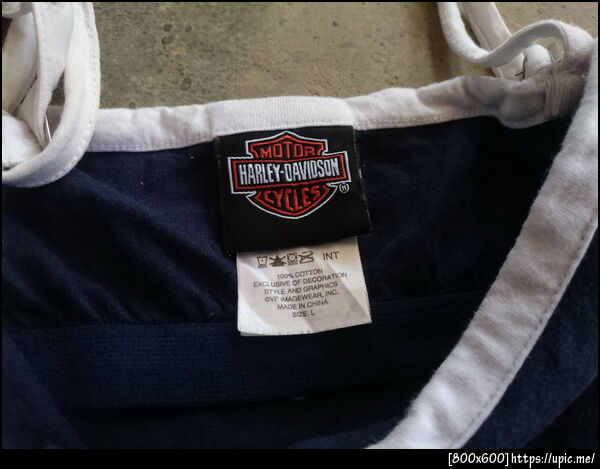 MOTOR
HARLEY-DAVIDSON
CYCLES
®
INT
100% COTTON
EXCLUSIVE OF DECORATION
STYLE AND GRAPHICS
©VF IMAGEWEAR, INC.
MADE IN CHINA
SIZE: L
[800x600]https://upic.me/